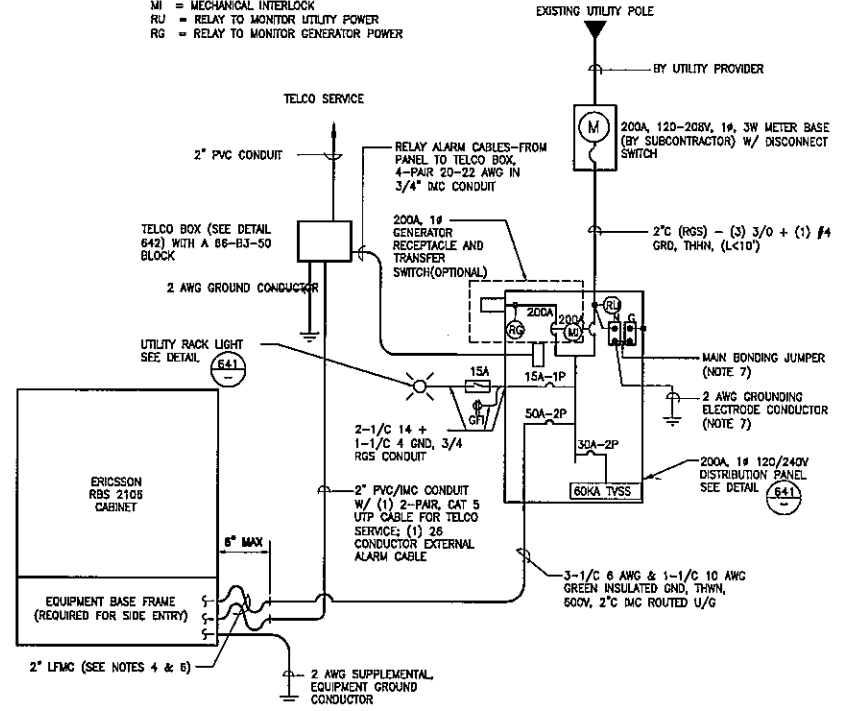 MI = MECHANICAL INTERLOCK
RU = RELAY TO MONITOR UTILITY POWER
RG = RELAY TO MONITOR GENERATOR POWER
EXISTING UTILITY POLE
BY UTILITY PROVIDER
TELCO SERVICE
M
200A, 120-208V, 1ø, 3W METER BASE
(BY SUBCONTRACTOR) W/ DISCONNECT
SWITCH
2" PVC CONDUIT
RELAY ALARM CABLES-FROM
PANEL TO TELCO BOX,
4-PAIR 20-22 AWG IN
3/4" IMC CONDUIT
TELCO BOX (SEE DETAIL
642) WITH A 66-B3-50
BLOCK
200A, 1ø
GENERATOR
RECEPTACLE AND
TRANSFER
SWITCH(OPTIONAL)
2"C (RGS) - (3) 3/0 + (1) #4
GRD, THHN, (L<10')
2 AWG GROUND CONDUCTOR
200A
200A
RU
N G
RG
MI
UTILITY RACK LIGHT
SEE DETAIL
641
-
15A
15A-1P
MAIN BONDING JUMPER
(NOTE 7)
GFI
50A-2P
2 AWG GROUNDING
ELECTRODE CONDUCTOR
(NOTE 7)
2-1/C 14 +
1-1/C 4 GND, 3/4
RGS CONDUIT
30A-2P
60KA TVSS
200A, 1ø 120/240V
DISTRIBUTION PANEL
SEE DETAIL
641
-
ERICSSON
RBS 2106
CABINET
2" PVC/IMC CONDUIT
W/ (1) 2-PAIR, CAT 5
UTP CABLE FOR TELCO
SERVICE; (1) 26
CONDUCTOR EXTERNAL
ALARM CABLE
6" MAX
3-1/C 6 AWG & 1-1/C 10 AWG
GREEN INSULATED GND, THWN,
600V, 2"C IMC ROUTED U/G
EQUIPMENT BASE FRAME
(REQUIRED FOR SIDE ENTRY)
2" LFMC (SEE NOTES 4 & 6)
2 AWG SUPPLEMENTAL,
EQUIPMENT GROUND
CONDUCTOR